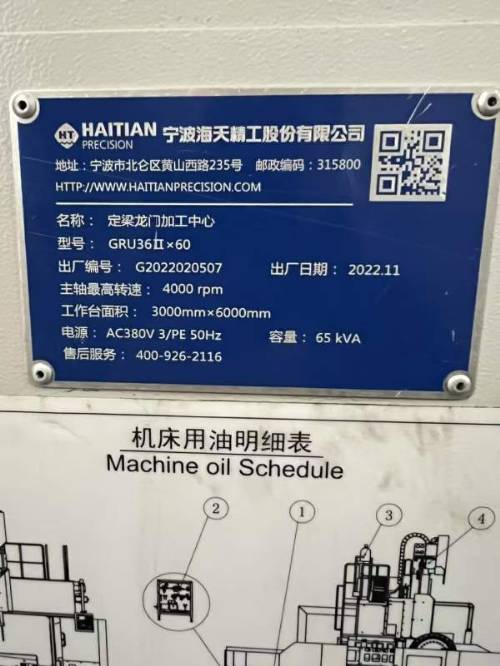 HT HAITIAN PRECISION 宁波海天精工股份有限公司
地址：宁波市北仑区黄山西路235号 邮政编码：315800
HTTP://WWW.HAITIANPRECISION.COM
名称： 定梁龙门加工中心
型号： GRU36Ⅱ×60
出厂编号： G2022020507 出厂日期： 2022.11
主轴最高转速： 4000 rpm
工作台面积： 3000mm×6000mm
电源： AC380V 3/PE 50Hz 容量： 65 kVA
售后服务： 400-926-2116
机床用油明细表
Machine oil Schedule
2 1 3 4